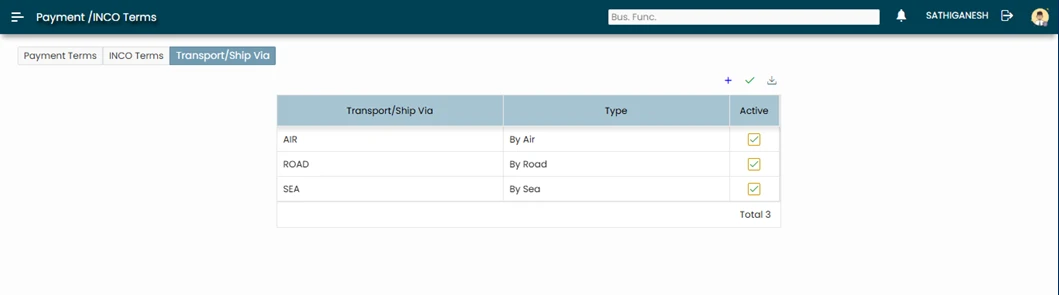 Payment /INCO Terms
Bus. Func.
SATHIGANESH
Payment Terms INCO Terms Transport/Ship Via
Transport/Ship Via Type Active
AIR By Air
ROAD By Road
SEA By Sea
Total 3